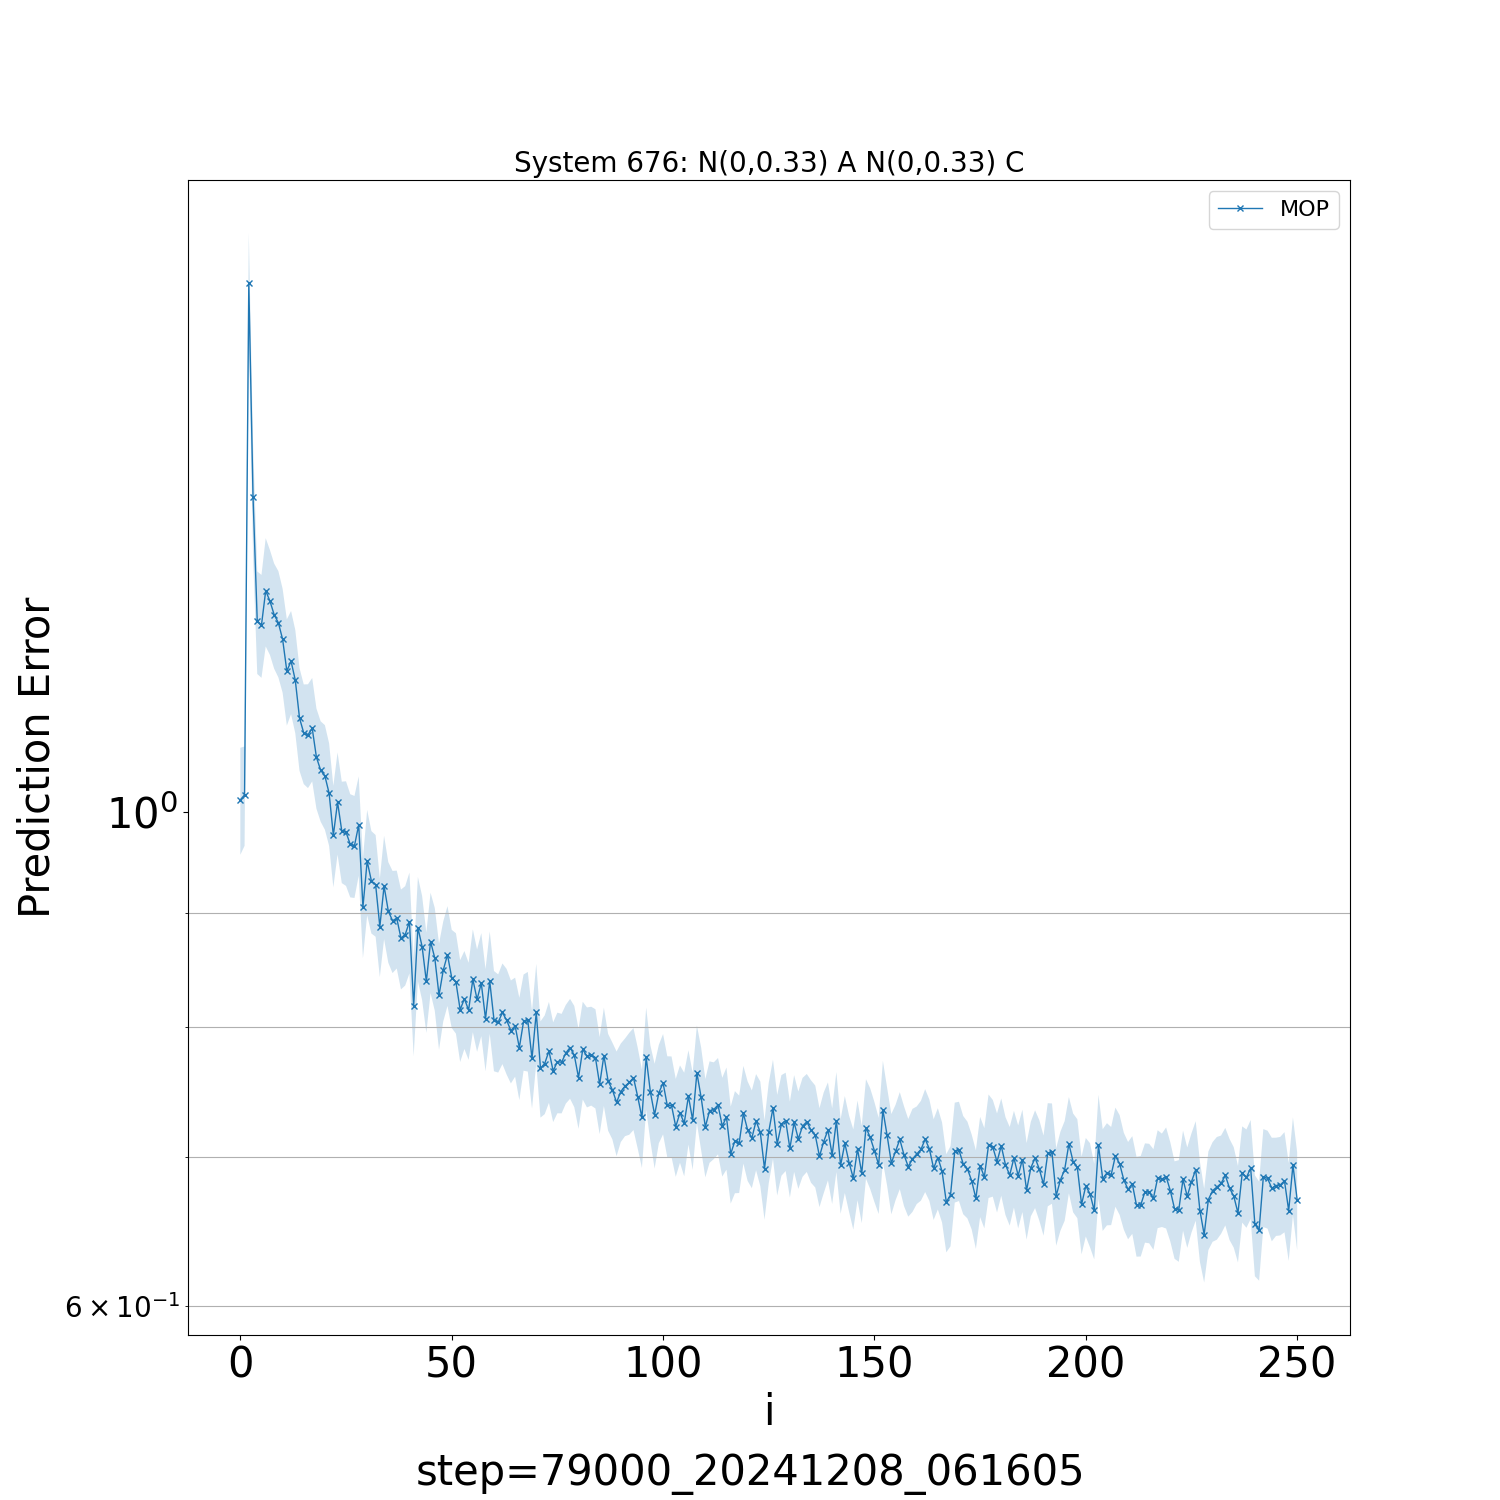 System 676: N(0,0.33) A N(0,0.33) C
MOP
Prediction Error
10⁰
6 × 10⁻¹
0 50 100 150 200 250
i
step=79000_20241208_061605